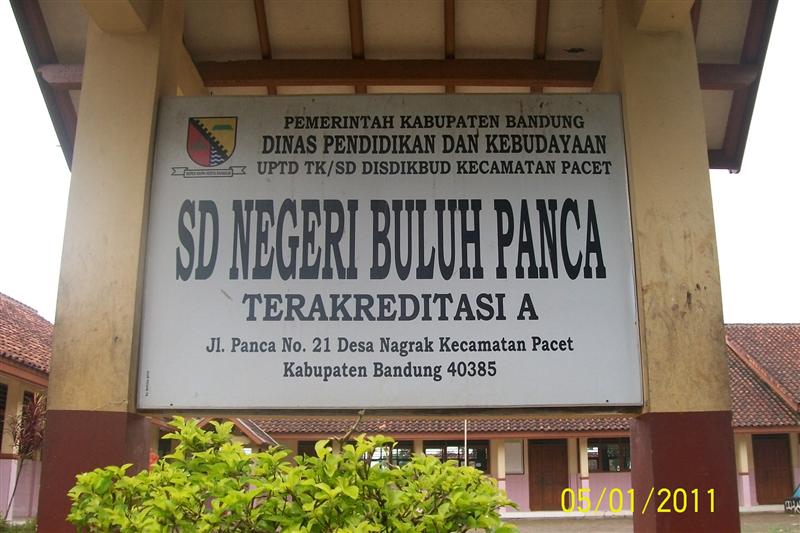 PEMERINTAH KABUPATEN BANDUNG
DINAS PENDIDIKAN DAN KEBUDAYAAN
UPTD TK/SD DISDIKBUD KECAMATAN PACET
SD NEGERI BULUH PANCA
TERAKREDITASI A
Jl. Panca No. 21 Desa Nagrak Kecamatan Pacet
Kabupaten Bandung 40385
05/01/2011